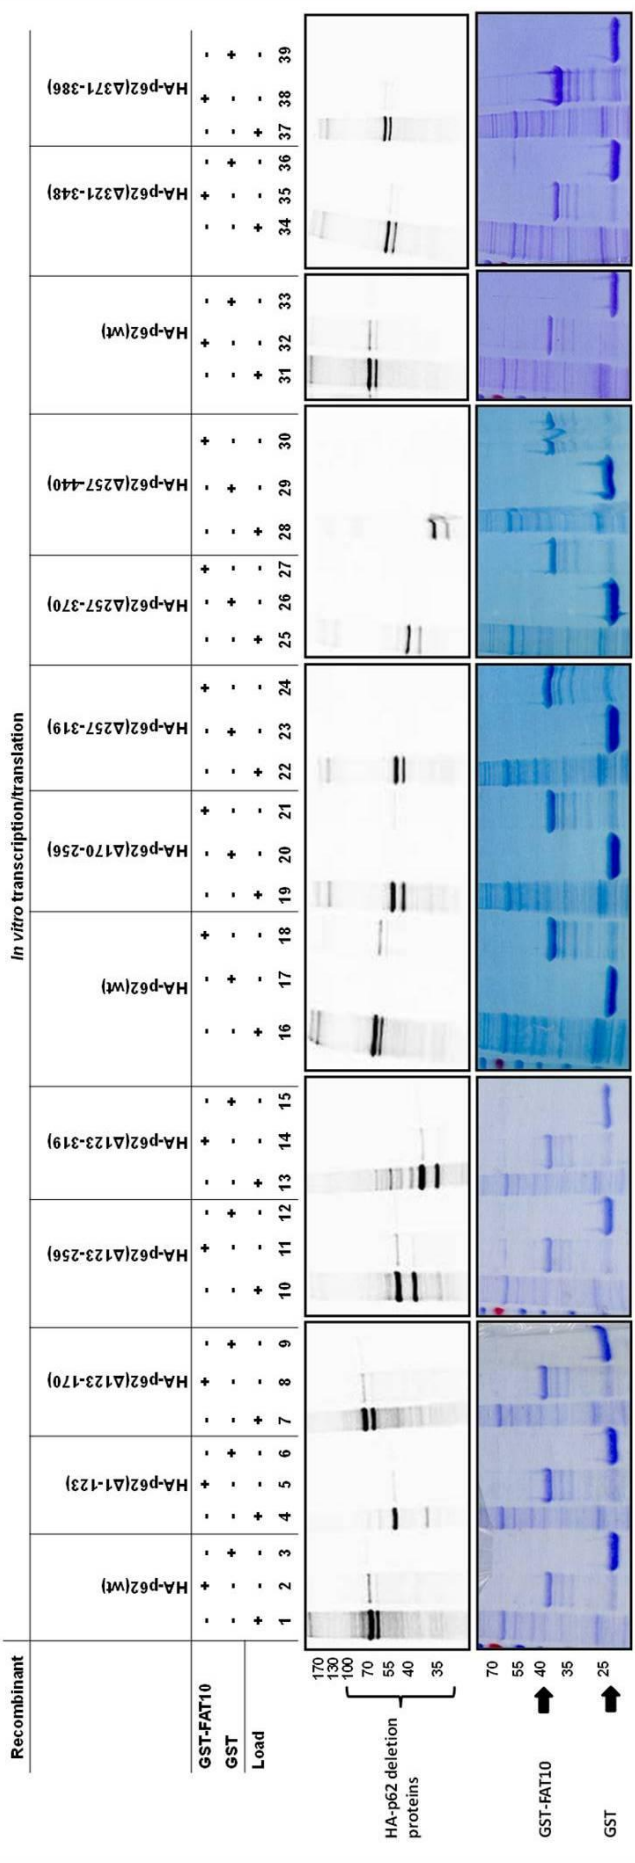 In vitro transcription/translation
Recombinant
HA-p62(wt) HA-p62(Δ1-123) HA-p62(Δ123-170) HA-p62(Δ123-256) HA-p62(Δ123-319) HA-p62(wt) HA-p62(Δ170-256) HA-p62(Δ257-319) HA-p62(Δ257-370) HA-p62(Δ257-440) HA-p62(wt) HA-p62(Δ321-348) HA-p62(Δ371-386)
GST-FAT10 - + - - + - - + - - + - - + - - - + - - + - - + - - + - - + - + - - + - - + -
GST - - + - - + - - + - - + - - + - + - - + - - + - - + - - + - - - + - - + - - +
Load + - - + - - + - - + - - + - - + - - + - - + - - + - - + - - + - - + - - + - -
1 2 3 4 5 6 7 8 9 10 11 12 13 14 15 16 17 18 19 20 21 22 23 24 25 26 27 28 29 30 31 32 33 34 35 36 37 38 39
170
130
100
70
55
40
35
HA-p62 deletion
proteins
70
55
40
35
25
GST-FAT10
GST